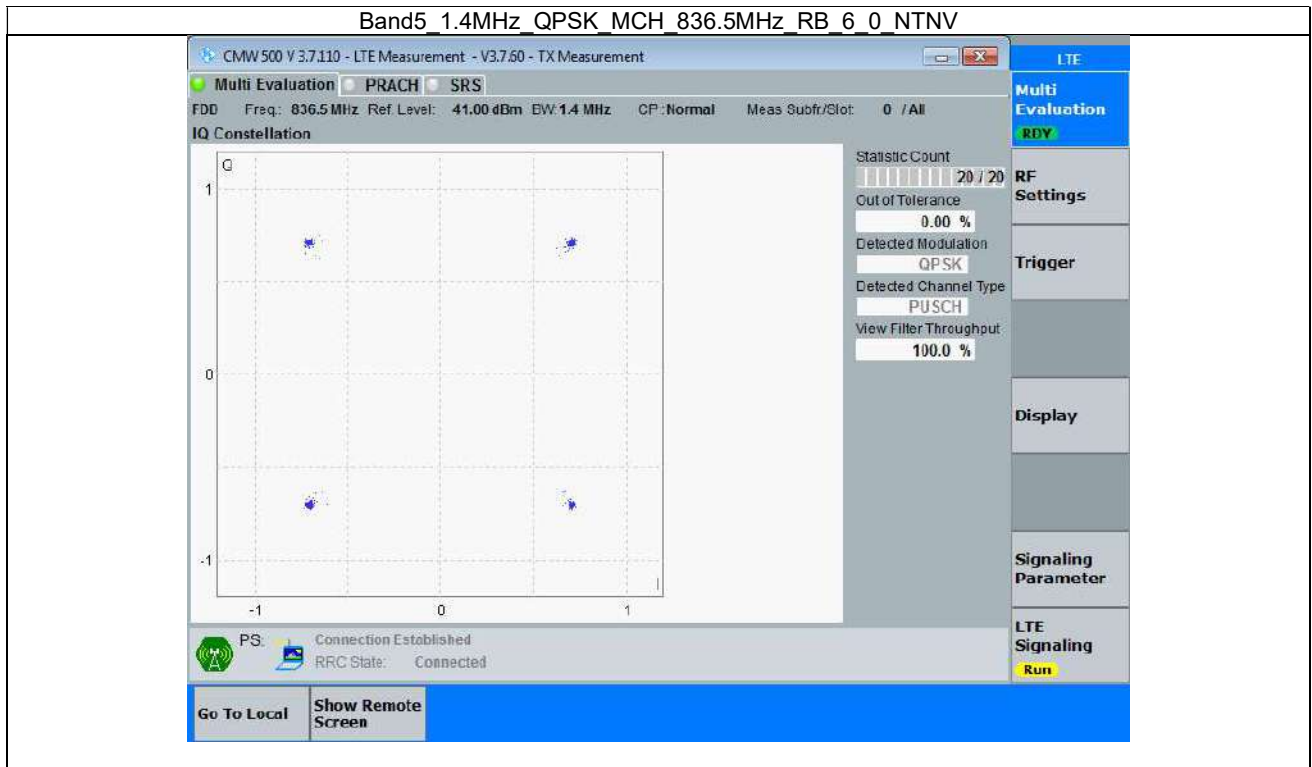 Band5_1.4MHz_QPSK_MCH_836.5MHz_RB_6_0_NTNV
CMW 500 V 3.7.110 - LTE Measurement - V3.7.60 - TX Measurement
LTE
Multi Evaluation PRACH SRS
FDD Freq.: 836.5 MHz Ref. Level: 41.00 dBm BW: 1.4 MHz CP: Normal Meas Subfr./Slot: 0 / All
IQ Constellation
Q
1
0
-1
-1 0 1
I
Statistic Count
20 / 20
Out of Tolerance
0.00 %
Detected Modulation
QPSK
Detected Channel Type
PUSCH
View Filter Throughput
100.0 %
Multi
Evaluation
RDY
RF
Settings
Trigger
Display
Signaling
Parameter
LTE
Signaling
Run
PS: Connection Established
RRC State: Connected
Go To Local
Show Remote
Screen